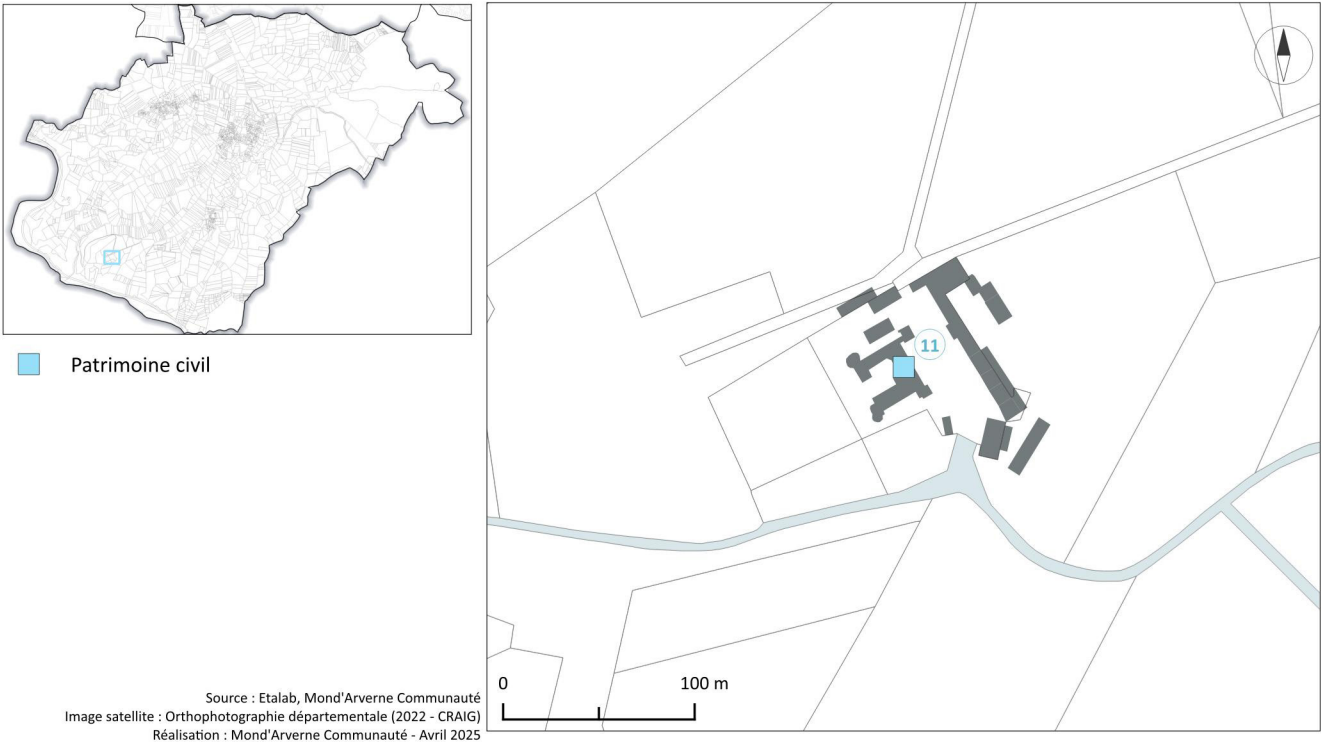 Patrimoine civil
11
0 100 m
Source : Etalab, Mond'Arverne Communauté
Image satellite : Orthophotographie départementale (2022 - CRAIG)
Réalisation : Mond'Arverne Communauté - Avril 2025